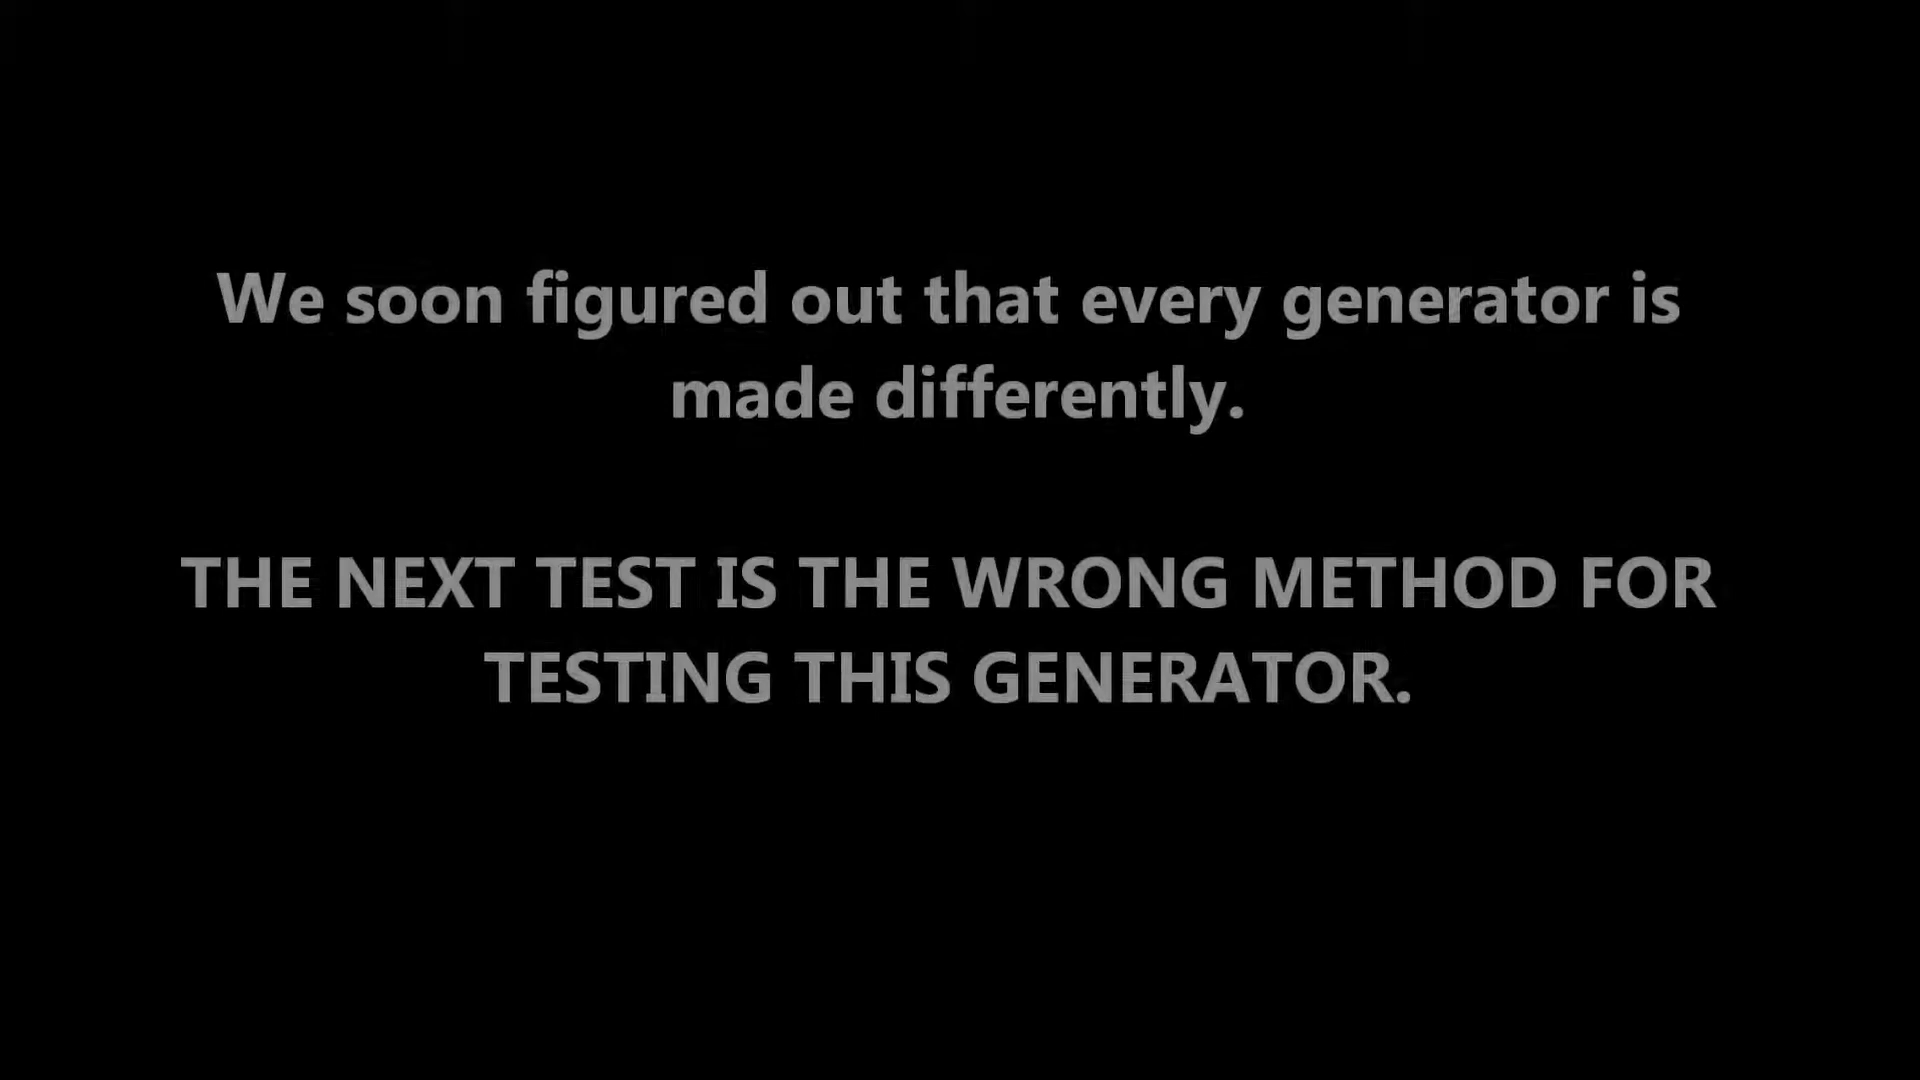 We soon figured out that every generator is
made differently.
THE NEXT TEST IS THE WRONG METHOD FOR
TESTING THIS GENERATOR.